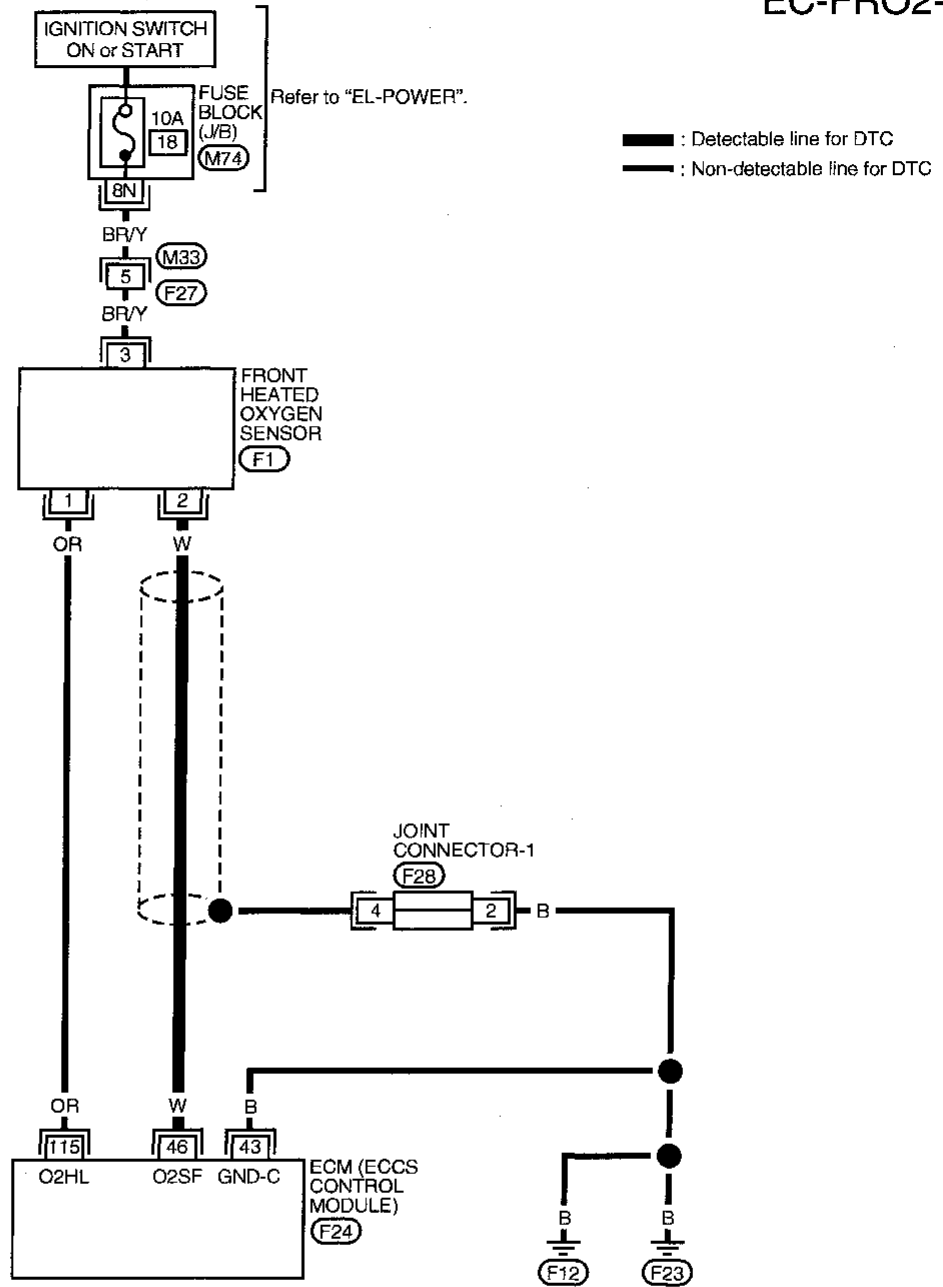 EC-FRO2-
IGNITION SWITCH
ON or START
FUSE
BLOCK
(J/B)
M74
10A
18
Refer to "EL-POWER".
: Detectable line for DTC
: Non-detectable line for DTC
8N
BR/Y
M33
5
F27
BR/Y
3
FRONT
HEATED
OXYGEN
SENSOR
F1
1
2
OR
W
JOINT
CONNECTOR-1
F28
4
2
B
OR
W
B
115
46
43
O2HL
O2SF
GND-C
ECM (ECCS
CONTROL
MODULE)
F24
B
B
F12
F23